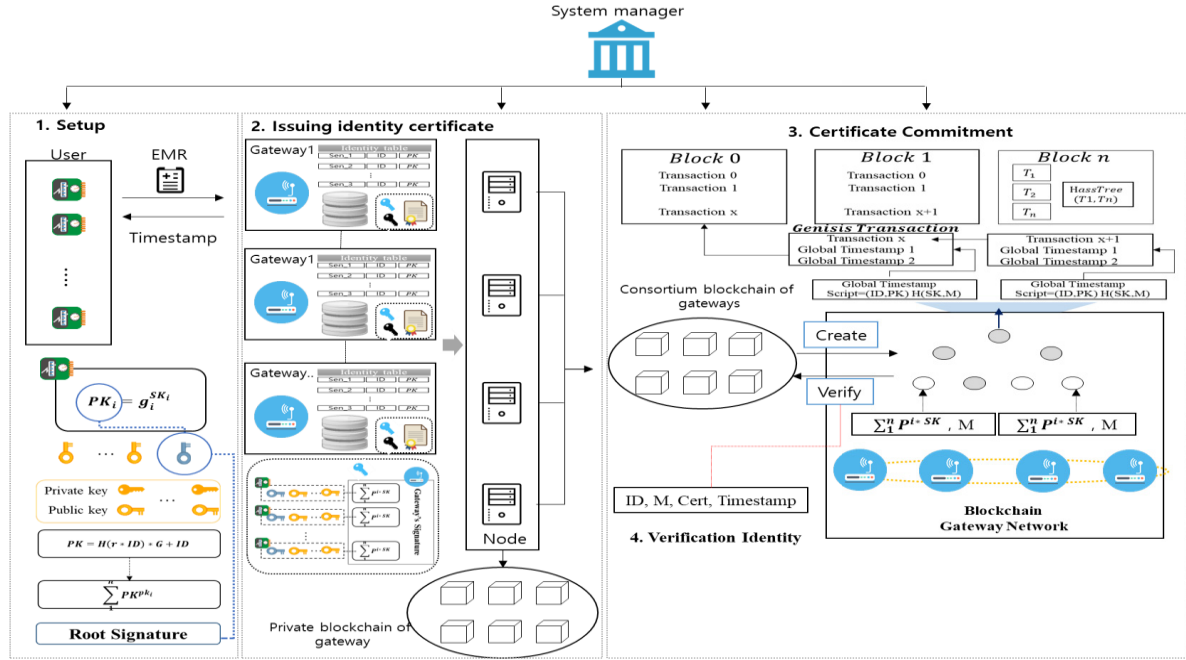 System manager
1. Setup
User
EMR
Timestamp
PKᵢ = gᵢ^SKᵢ
Private key
Public key
PK = H(r * ID) * G + ID
∑₁ⁿ PK^pkᵢ
Root Signature
2. Issuing identity certificate
Gateway1
Identity table
Sen_1 ID PK
Sen_2 ID PK
Sen_3 ID PK
Gateway1
Identity table
Sen_1 ID PK
Sen_2 ID PK
Sen_3 ID PK
Gateway..
Identity table
Sen_1 ID PK
Sen_2 ID PK
Sen_3 ID PK
∑ P^i*SK
∑ P^i*SK
∑ P^i*SK
Gateway's Signature
Node
Private blockchain of
gateway
3. Certificate Commitment
Block 0
Transaction 0
Transaction 1
Transaction x
Block 1
Transaction 0
Transaction 1
Transaction x+1
Block n
T₁
T₂
Tₙ
HassTree
(T1,Tn)
Genisis Transaction
Transaction x
Global Timestamp 1
Global Timestamp 2
Transaction x+1
Global Timestamp 1
Global Timestamp 2
Global Timestamp
Script=(ID,PK) H(SK,M)
Global Timestamp
Script=(ID,PK) H(SK,M)
Consortium blockchain of
gateways
Create
Verify
∑₁ⁿ P^i* SK , M
∑₁ⁿ P^i* SK , M
Blockchain
Gateway Network
ID, M, Cert, Timestamp
4. Verification Identity